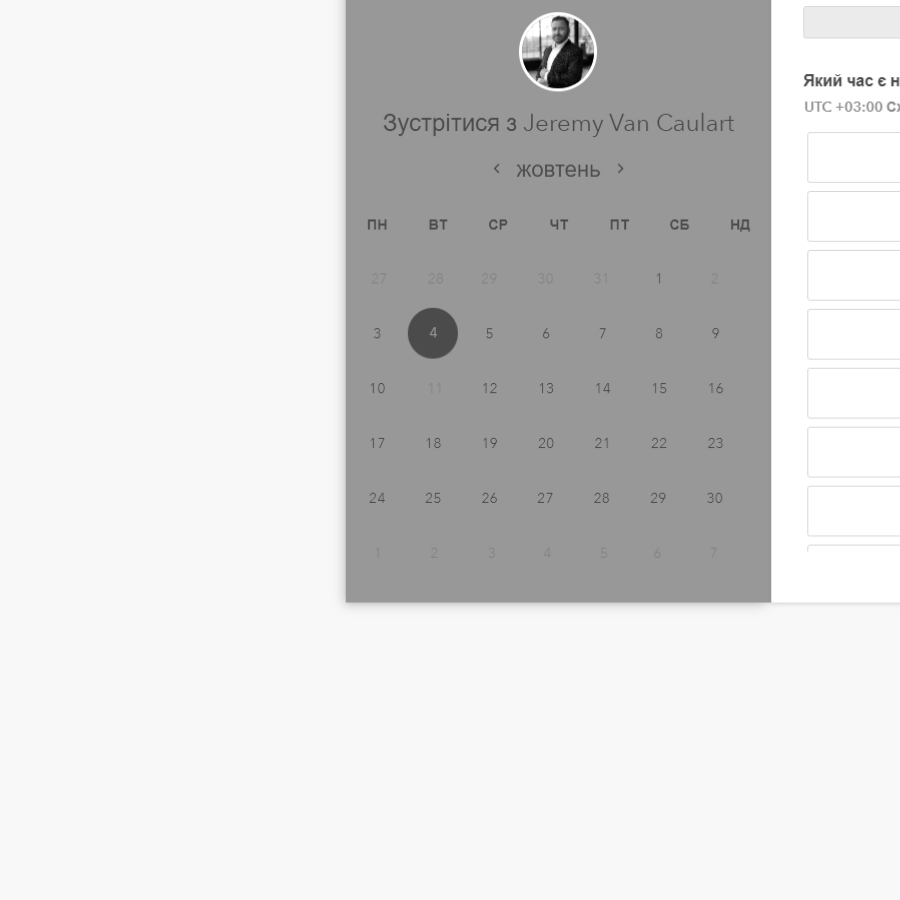 Зустрітися з Jeremy Van Caulart
жовтень
ПН ВТ СР ЧТ ПТ СБ НД
27 28 29 30 31 1 2
3 4 5 6 7 8 9
10 11 12 13 14 15 16
17 18 19 20 21 22 23
24 25 26 27 28 29 30
1 2 3 4 5 6 7
Який час є
UTC +03:00